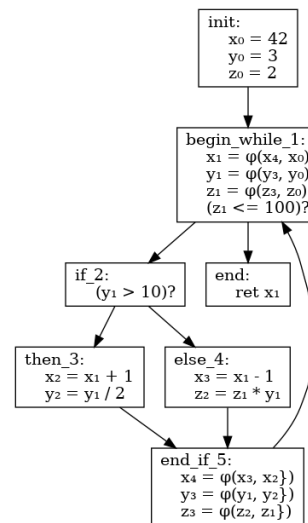 init:
x₀ = 42
y₀ = 3
z₀ = 2
begin_while_1:
x₁ = φ(x₄, x₀)
y₁ = φ(y₃, y₀)
z₁ = φ(z₃, z₀)
(z₁ <= 100)?
if_2:
(y₁ > 10)?
end:
ret x₁
then_3:
x₂ = x₁ + 1
y₂ = y₁ / 2
else_4:
x₃ = x₁ - 1
z₂ = z₁ * y₁
end_if_5:
x₄ = φ(x₃, x₂})
y₃ = φ(y₁, y₂})
z₃ = φ(z₂, z₁})